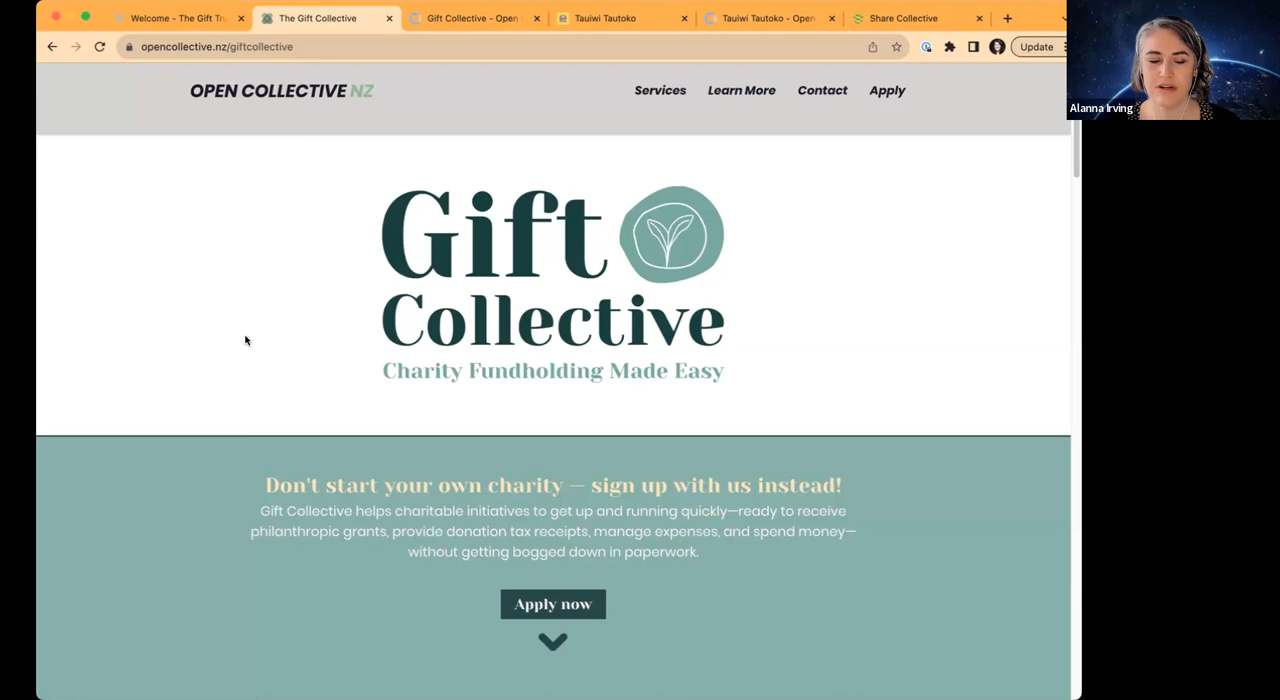 Welcome - The Gift Tru
The Gift Collective
Gift Collective - Open
Tauiwi Tautoko
Tauiwi Tautoko - Open
Share Collective
opencollective.nz/giftcollective
Update
Alanna Irving
OPEN COLLECTIVE NZ
Services
Learn More
Contact
Apply
Gift
Collective
Charity Fundholding Made Easy
Don't start your own charity — sign up with us instead!
Gift Collective helps charitable initiatives to get up and running quickly—ready to receive
philanthropic grants, provide donation tax receipts, manage expenses, and spend money—
without getting bogged down in paperwork.
Apply now